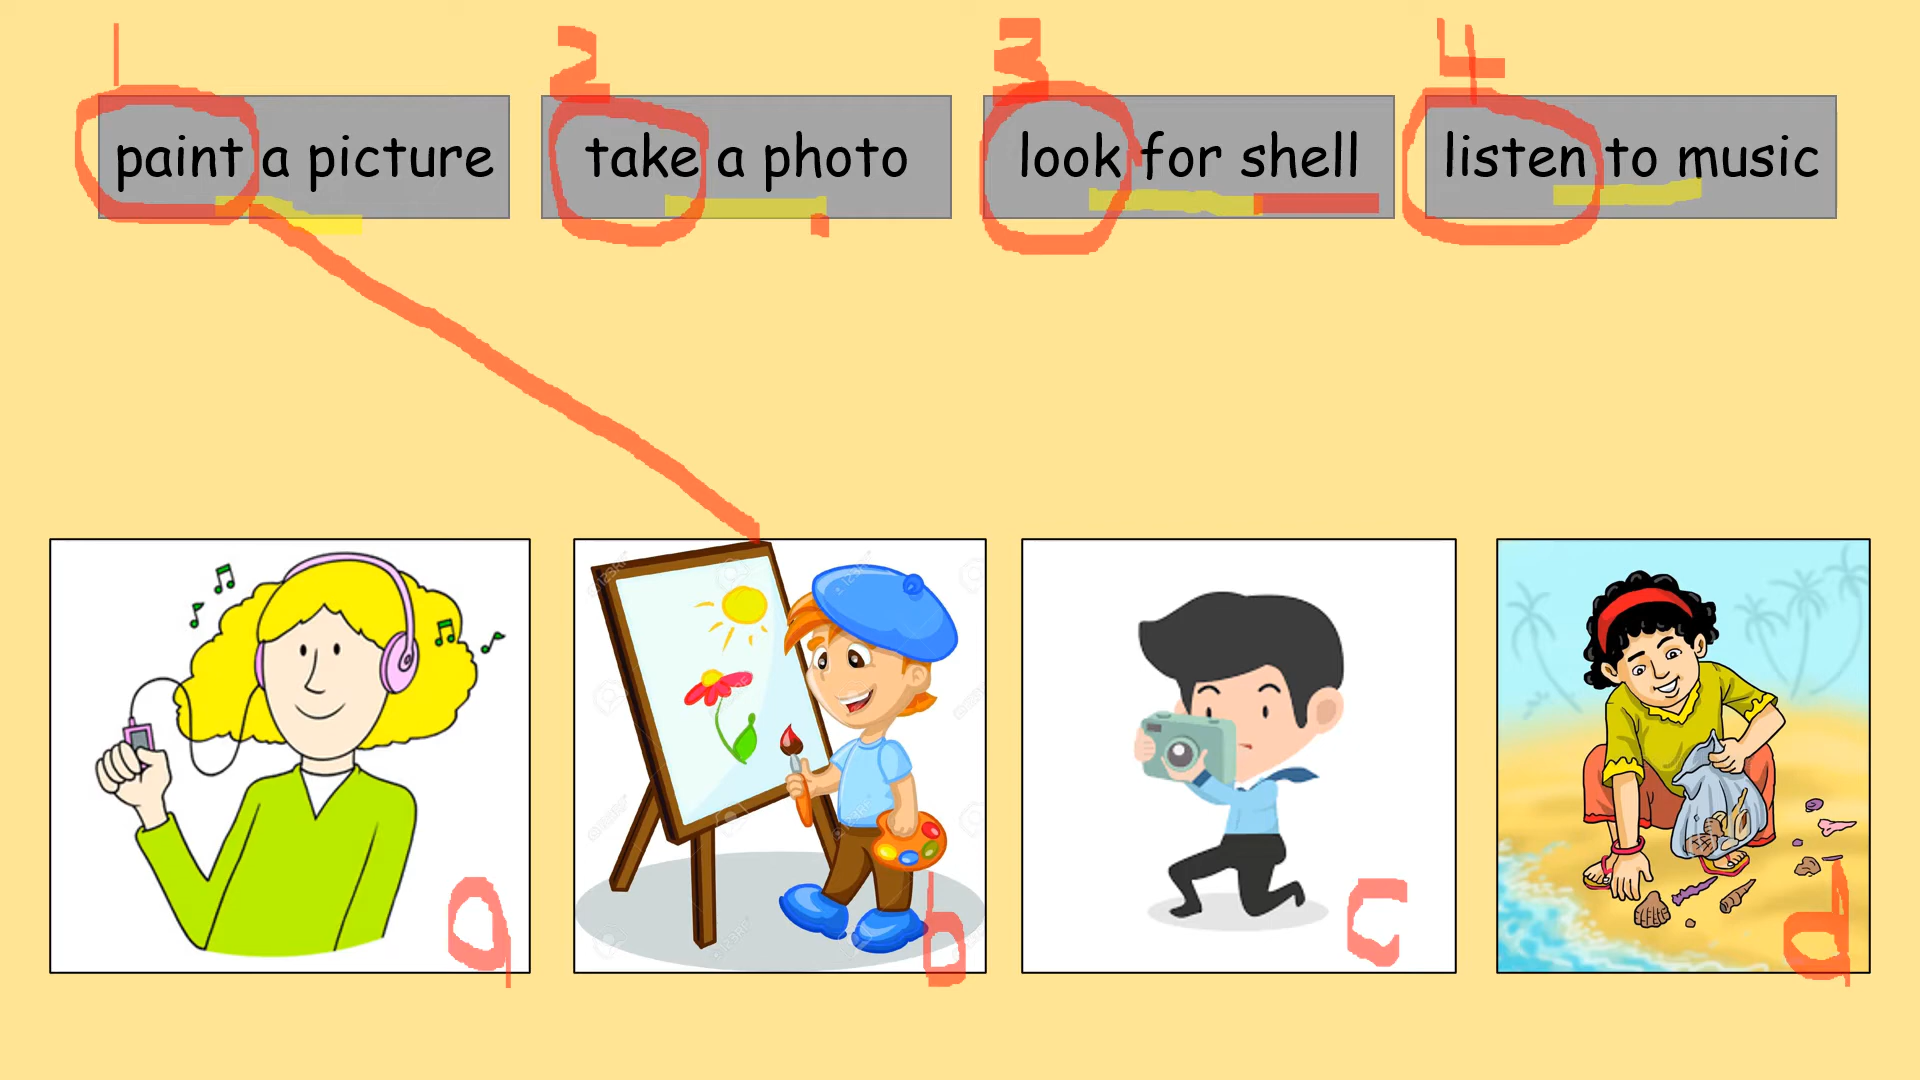 1 2 3 4
paint a picture
take a photo
look for shell
listen to music
a b c d